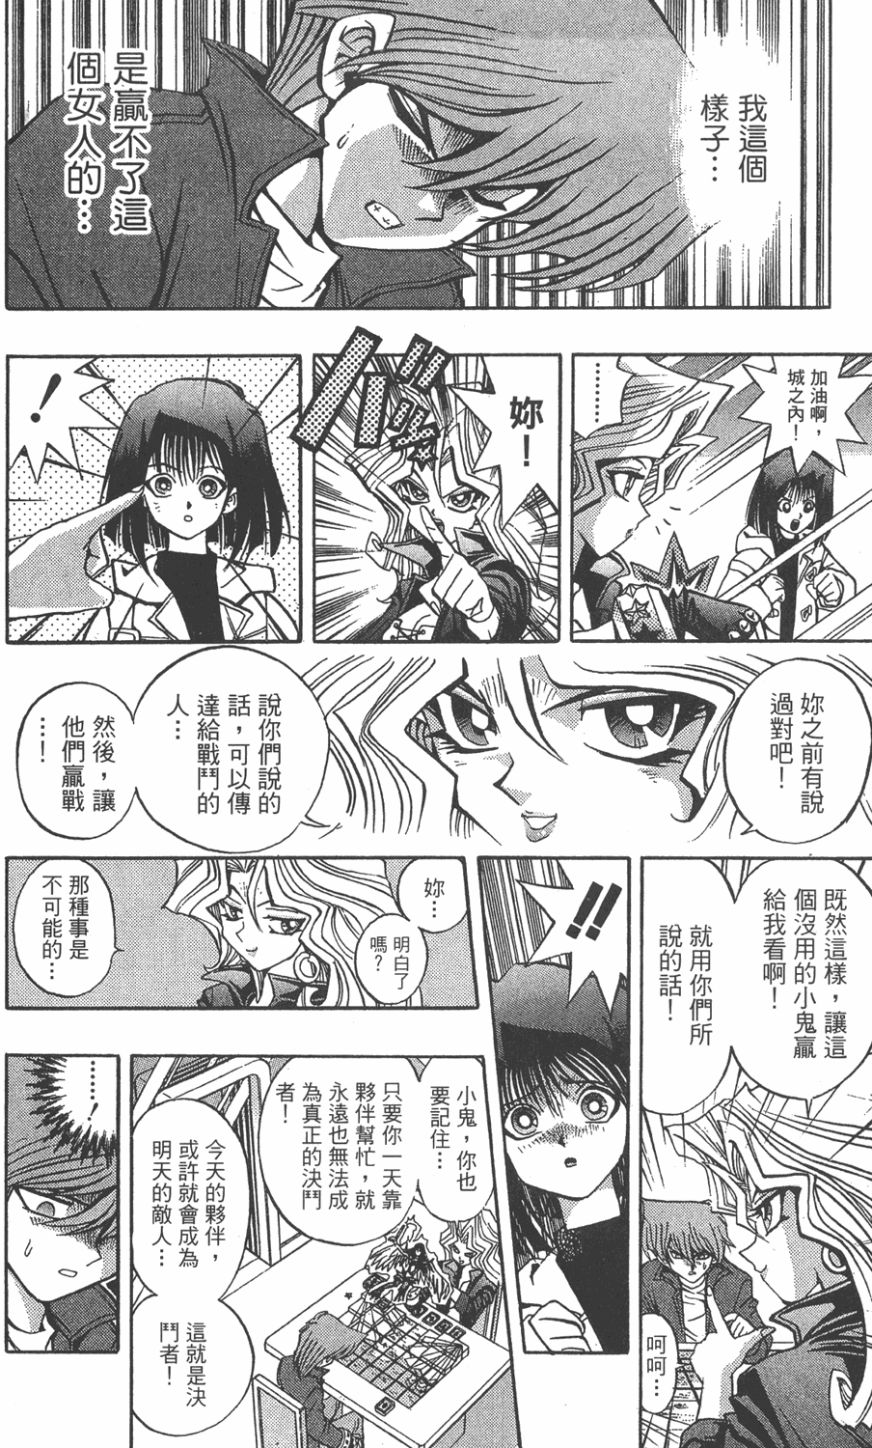 我這個
樣子…
是贏不了這
個女人的…
加油啊，
城之內！
………
妳！
！
妳之前有說
過對吧！
說你們說的
話，可以傳
達給戰鬥的
人…
然後，讓
他們贏戰
…！
既然這樣，讓這
個沒用的小鬼贏
給我看啊！
就用你們所
說的話！
呵呵…
!!
妳…
明白了
嗎？
那種事是
不可能的…
小鬼，你也
要記住…
只要你一天靠
夥伴幫忙，就
永遠也無法成
為真正的決鬥
者！
今天的夥伴，
或許就會成為
明天的敵人…
這就是決
鬥者！
……！